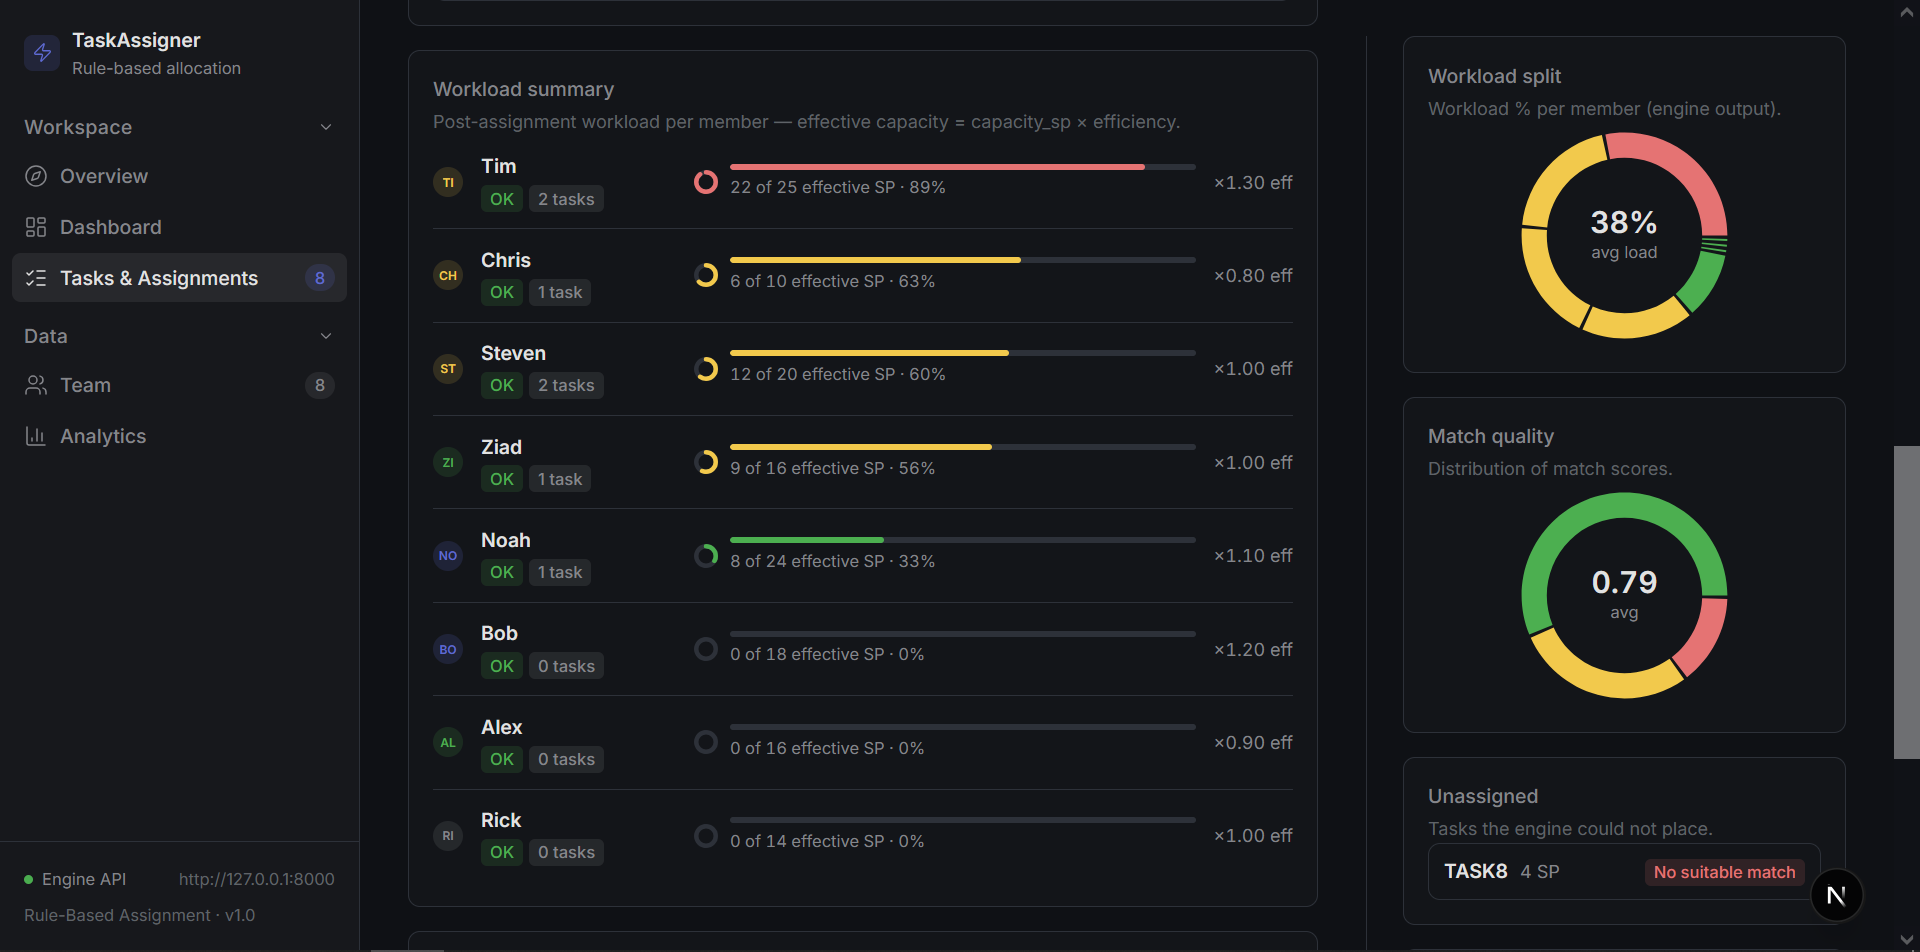 TaskAssigner
Rule-based allocation
Workspace
Overview
Dashboard
Tasks & Assignments 8
Data
Team 8
Analytics
Engine API http://127.0.0.1:8000
Rule-Based Assignment · v1.0
Workload summary
Post-assignment workload per member — effective capacity = capacity_sp × efficiency.
TI Tim
OK 2 tasks
22 of 25 effective SP · 89%
×1.30 eff
CH Chris
OK 1 task
6 of 10 effective SP · 63%
×0.80 eff
ST Steven
OK 2 tasks
12 of 20 effective SP · 60%
×1.00 eff
ZI Ziad
OK 1 task
9 of 16 effective SP · 56%
×1.00 eff
NO Noah
OK 1 task
8 of 24 effective SP · 33%
×1.10 eff
BO Bob
OK 0 tasks
0 of 18 effective SP · 0%
×1.20 eff
AL Alex
OK 0 tasks
0 of 16 effective SP · 0%
×0.90 eff
RI Rick
OK 0 tasks
0 of 14 effective SP · 0%
×1.00 eff
Workload split
Workload % per member (engine output).
38%
avg load
Match quality
Distribution of match scores.
0.79
avg
Unassigned
Tasks the engine could not place.
TASK8 4 SP No suitable match
N